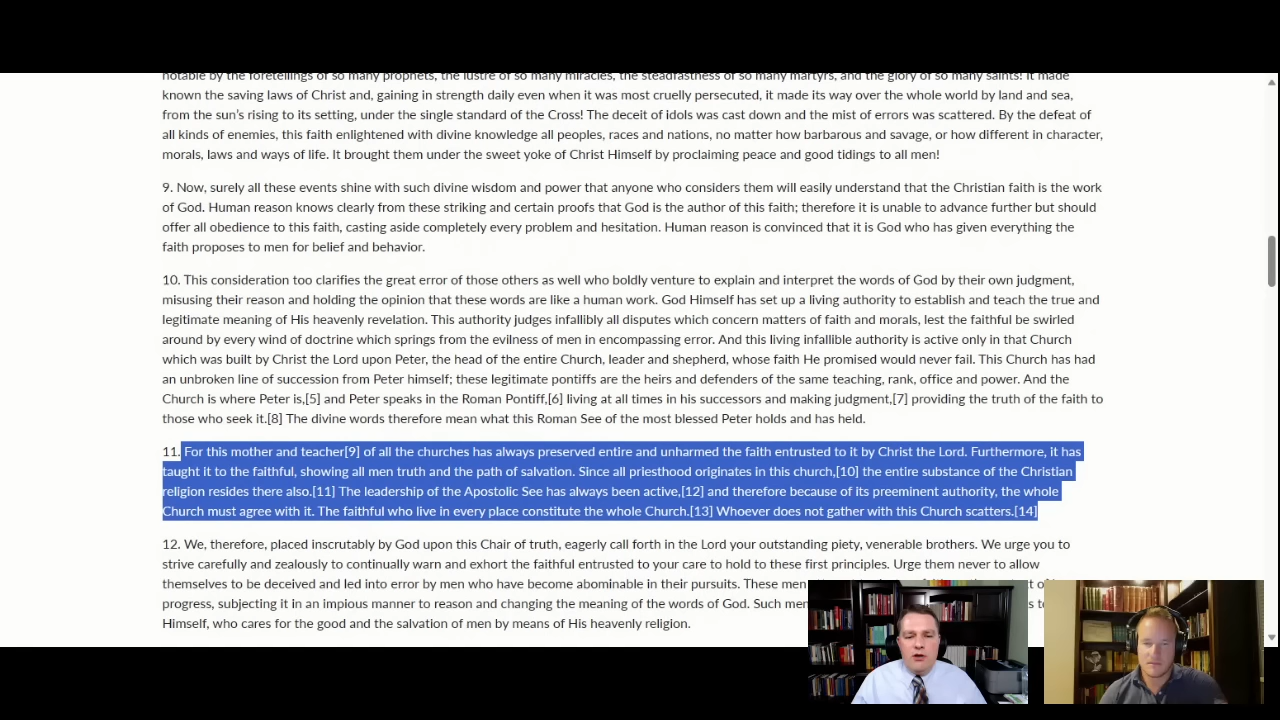 notable by the foretellings of so many prophets, the lustre of so many miracles, the steadfastness of so many martyrs, and the glory of so many saints! It made
known the saving laws of Christ and, gaining in strength daily even when it was most cruelly persecuted, it made its way over the whole world by land and sea,
from the sun's rising to its setting, under the single standard of the Cross! The deceit of idols was cast down and the mist of errors was scattered. By the defeat of
all kinds of enemies, this faith enlightened with divine knowledge all peoples, races and nations, no matter how barbarous and savage, or how different in character,
morals, laws and ways of life. It brought them under the sweet yoke of Christ Himself by proclaiming peace and good tidings to all men!
9. Now, surely all these events shine with such divine wisdom and power that anyone who considers them will easily understand that the Christian faith is the work
of God. Human reason knows clearly from these striking and certain proofs that God is the author of this faith; therefore it is unable to advance further but should
offer all obedience to this faith, casting aside completely every problem and hesitation. Human reason is convinced that it is God who has given everything the
faith proposes to men for belief and behavior.
10. This consideration too clarifies the great error of those others as well who boldly venture to explain and interpret the words of God by their own judgment,
misusing their reason and holding the opinion that these words are like a human work. God Himself has set up a living authority to establish and teach the true and
legitimate meaning of His heavenly revelation. This authority judges infallibly all disputes which concern matters of faith and morals, lest the faithful be swirled
around by every wind of doctrine which springs from the evilness of men in encompassing error. And this living infallible authority is active only in that Church
which was built by Christ the Lord upon Peter, the head of the entire Church, leader and shepherd, whose faith He promised would never fail. This Church has had
an unbroken line of succession from Peter himself; these legitimate pontiffs are the heirs and defenders of the same teaching, rank, office and power. And the
Church is where Peter is,[5] and Peter speaks in the Roman Pontiff,[6] living at all times in his successors and making judgment,[7] providing the truth of the faith to
those who seek it.[8] The divine words therefore mean what this Roman See of the most blessed Peter holds and has held.
11. For this mother and teacher[9] of all the churches has always preserved entire and unharmed the faith entrusted to it by Christ the Lord. Furthermore, it has
taught it to the faithful, showing all men truth and the path of salvation. Since all priesthood originates in this church,[10] the entire substance of the Christian
religion resides there also.[11] The leadership of the Apostolic See has always been active,[12] and therefore because of its preeminent authority, the whole
Church must agree with it. The faithful who live in every place constitute the whole Church.[13] Whoever does not gather with this Church scatters.[14]
12. We, therefore, placed inscrutably by God upon this Chair of truth, eagerly call forth in the Lord your outstanding piety, venerable brothers. We urge you to
strive carefully and zealously to continually warn and exhort the faithful entrusted to your care to hold to these first principles. Urge them never to allow
themselves to be deceived and led into error by men who have become abominable in their pursuits. These men
progress, subjecting it in an impious manner to reason and changing the meaning of the words of God. Such men
Himself, who cares for the good and the salvation of men by means of His heavenly religion.